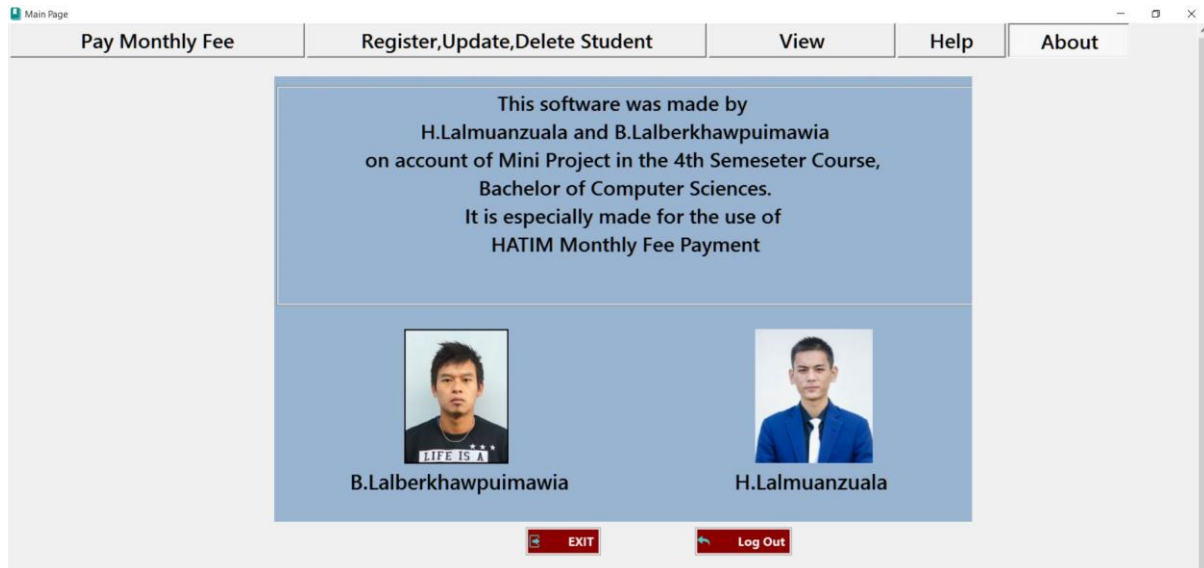 Main Page
Pay Monthly Fee
Register,Update,Delete Student
View
Help
About
This software was made by
H.Lalmuanzuala and B.Lalberkhawpuimawia
on account of Mini Project in the 4th Semeseter Course,
Bachelor of Computer Sciences.
It is especially made for the use of
HATIM Monthly Fee Payment
LIFE IS A
B.Lalberkhawpuimawia
H.Lalmuanzuala
EXIT
Log Out